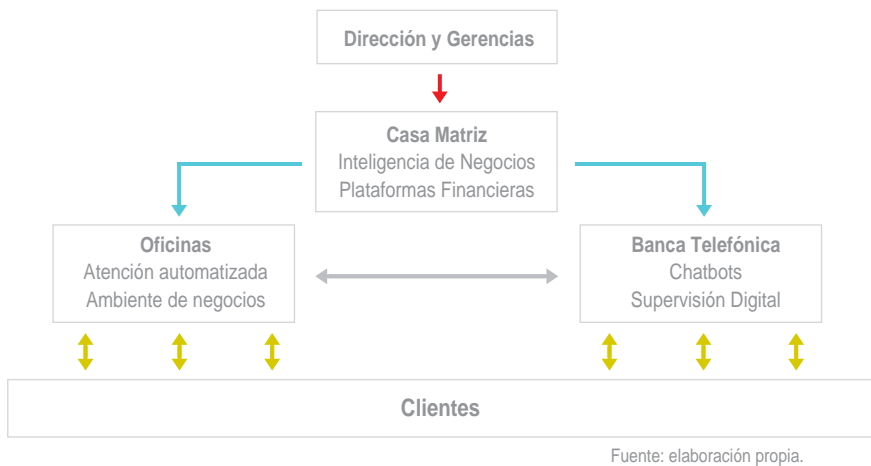 Dirección y Gerencias
Casa Matriz
Inteligencia de Negocios
Plataformas Financieras
Oficinas
Atención automatizada
Ambiente de negocios
Banca Telefónica
Chatbots
Supervisión Digital
Clientes
Fuente: elaboración propia.